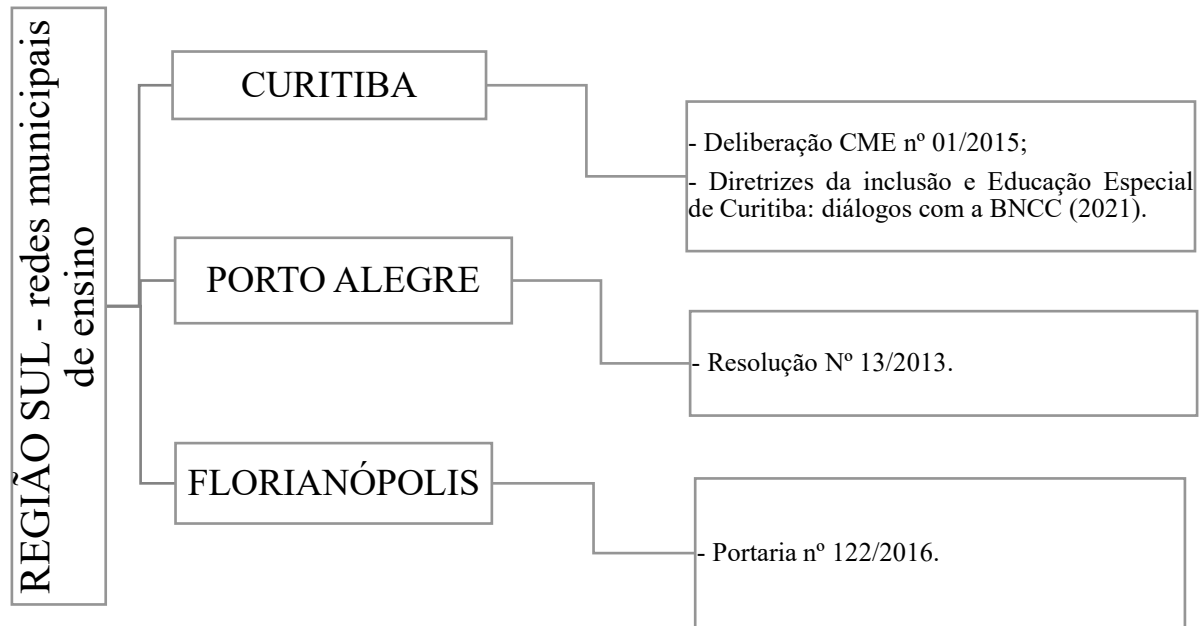 REGIÃO SUL - redes municipais
de ensino
CURITIBA
- Deliberação CME nº 01/2015;
- Diretrizes da inclusão e Educação Especial
de Curitiba: diálogos com a BNCC (2021).
PORTO ALEGRE
- Resolução Nº 13/2013.
FLORIANÓPOLIS
- Portaria nº 122/2016.